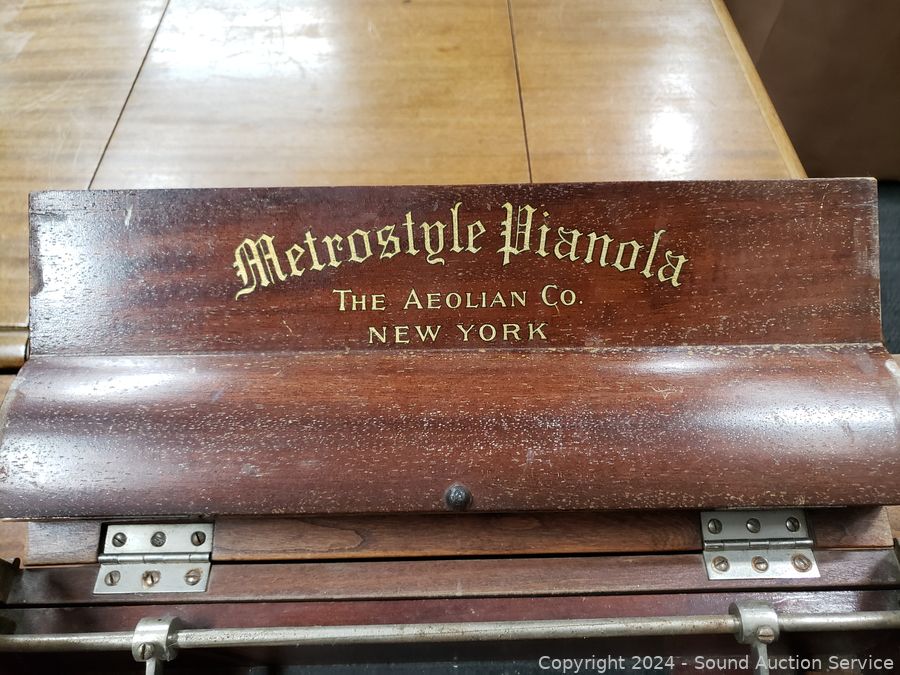 Metrostyle Pianola
The Aeolian Co.
NEW YORK
Copyright 2024 - Sound Auction Service